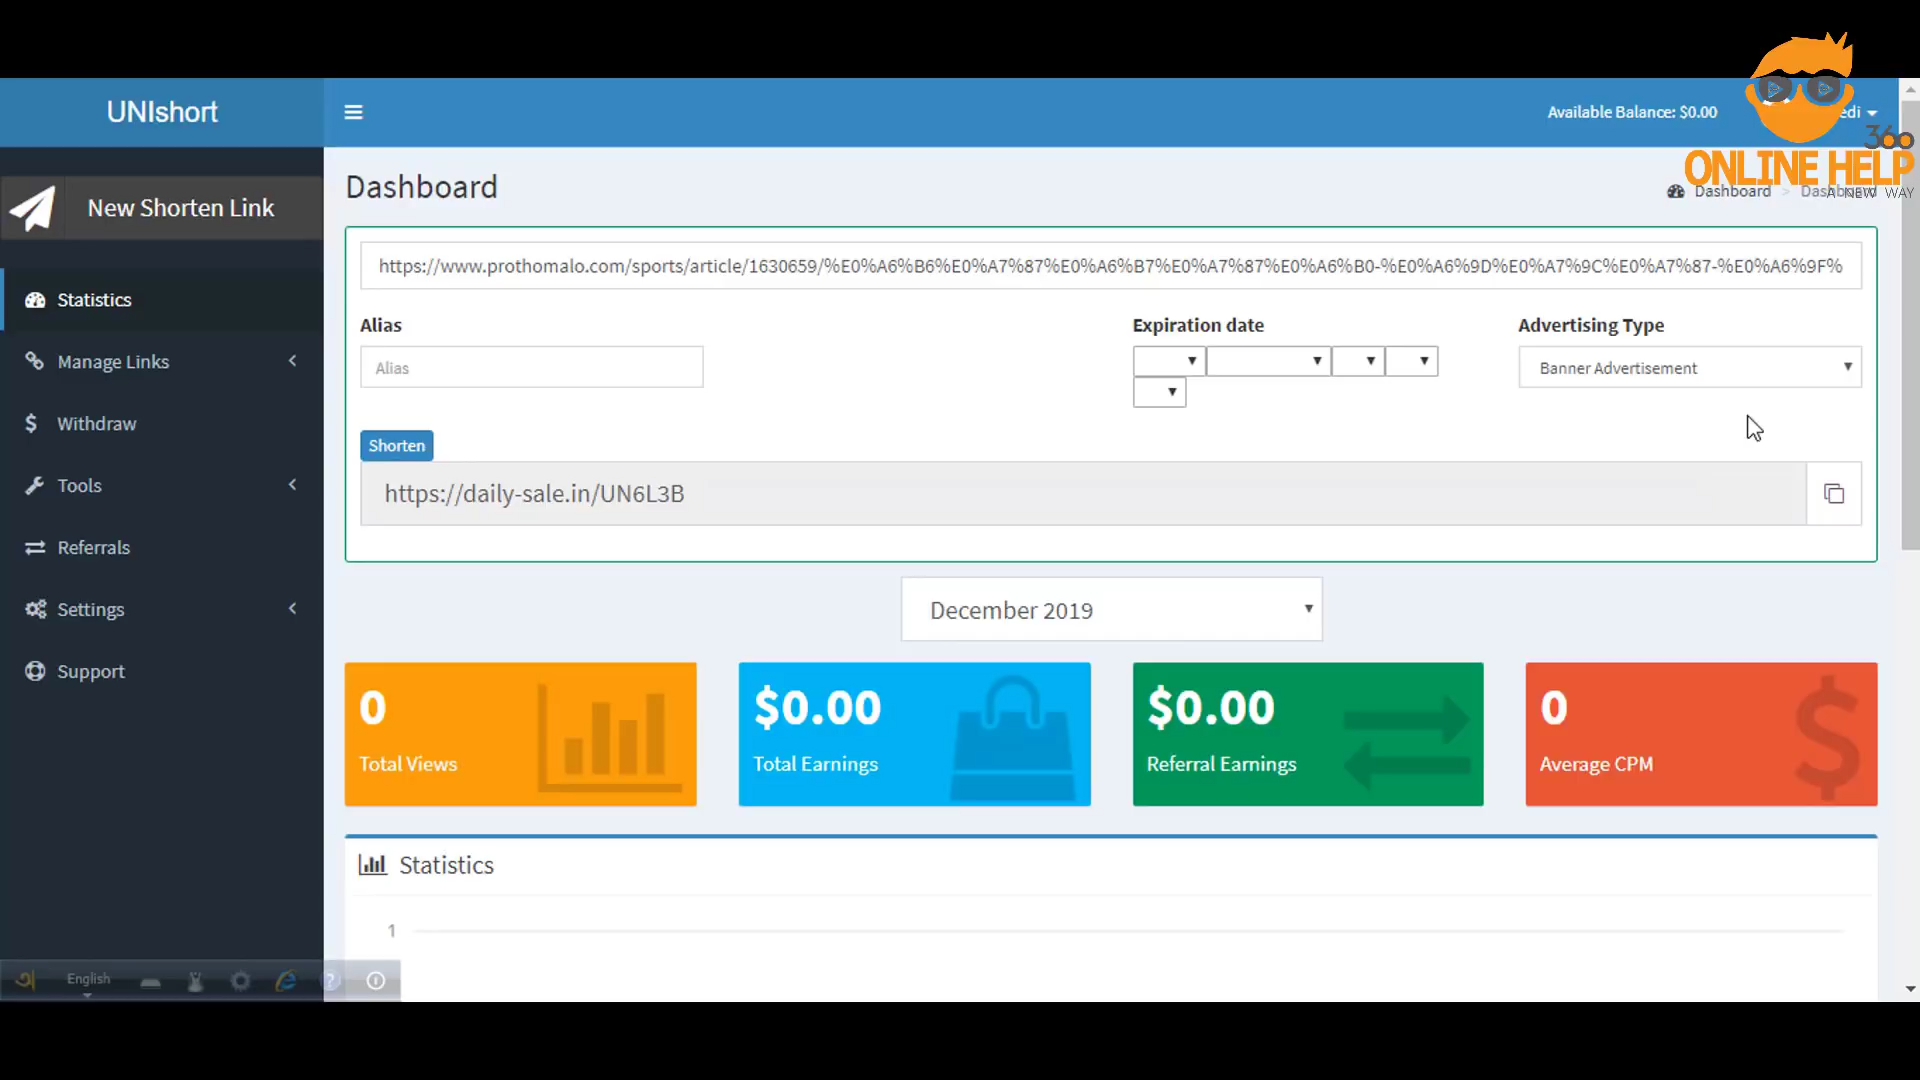 UNIshort
Available Balance: $0.00
edi
360
ONLINE HELP
A NEW WAY
New Shorten Link
Dashboard
Dashboard >
https://www.prothomalo.com/sports/article/1630659/%E0%A6%B6%E0%A7%87%E0%A6%B7%E0%A7%87%E0%A6%B0-%E0%A6%9D%E0%A7%9C%E0%A7%87-%E0%A6%9F%
Statistics
Alias
Expiration date
Advertising Type
Manage Links
Alias
Banner Advertisement
Withdraw
Shorten
Tools
https://daily-sale.in/UN6L3B
Referrals
Settings
December 2019
Support
0
$0.00
$0.00
0
Total Views
Total Earnings
Referral Earnings
Average CPM
Statistics
1
English